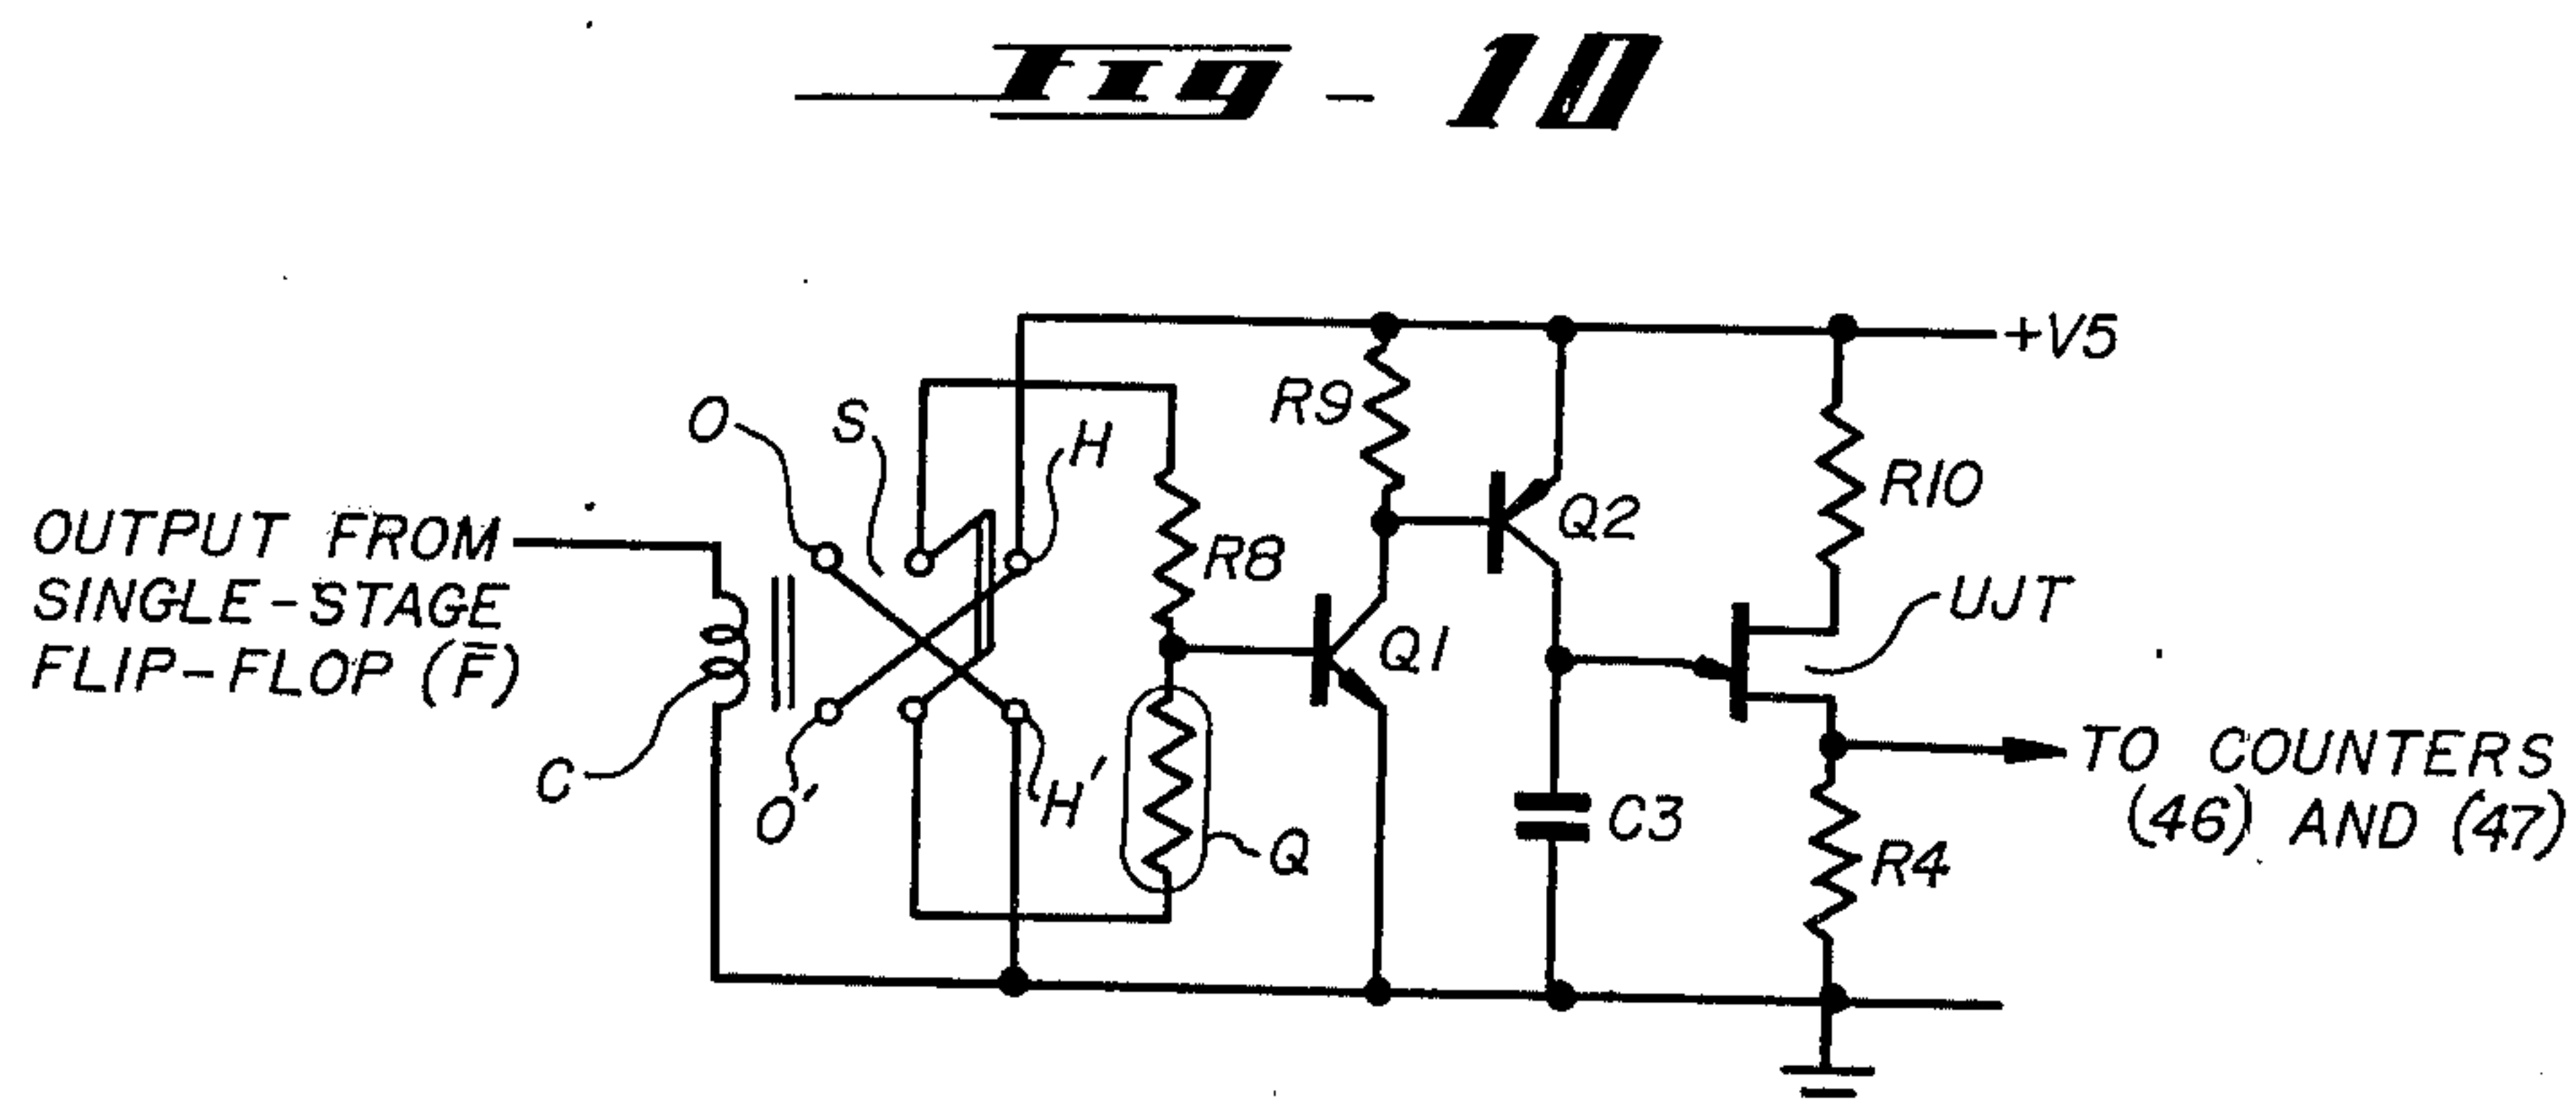 Fig - 10
+V5
R9
O
S
H
Q2
R10
OUTPUT FROM
SINGLE-STAGE
FLIP-FLOP (F̅)
R8
UJT
Q1
C
O'
H'
Q
C3
R4
TO COUNTERS
(46) AND (47)